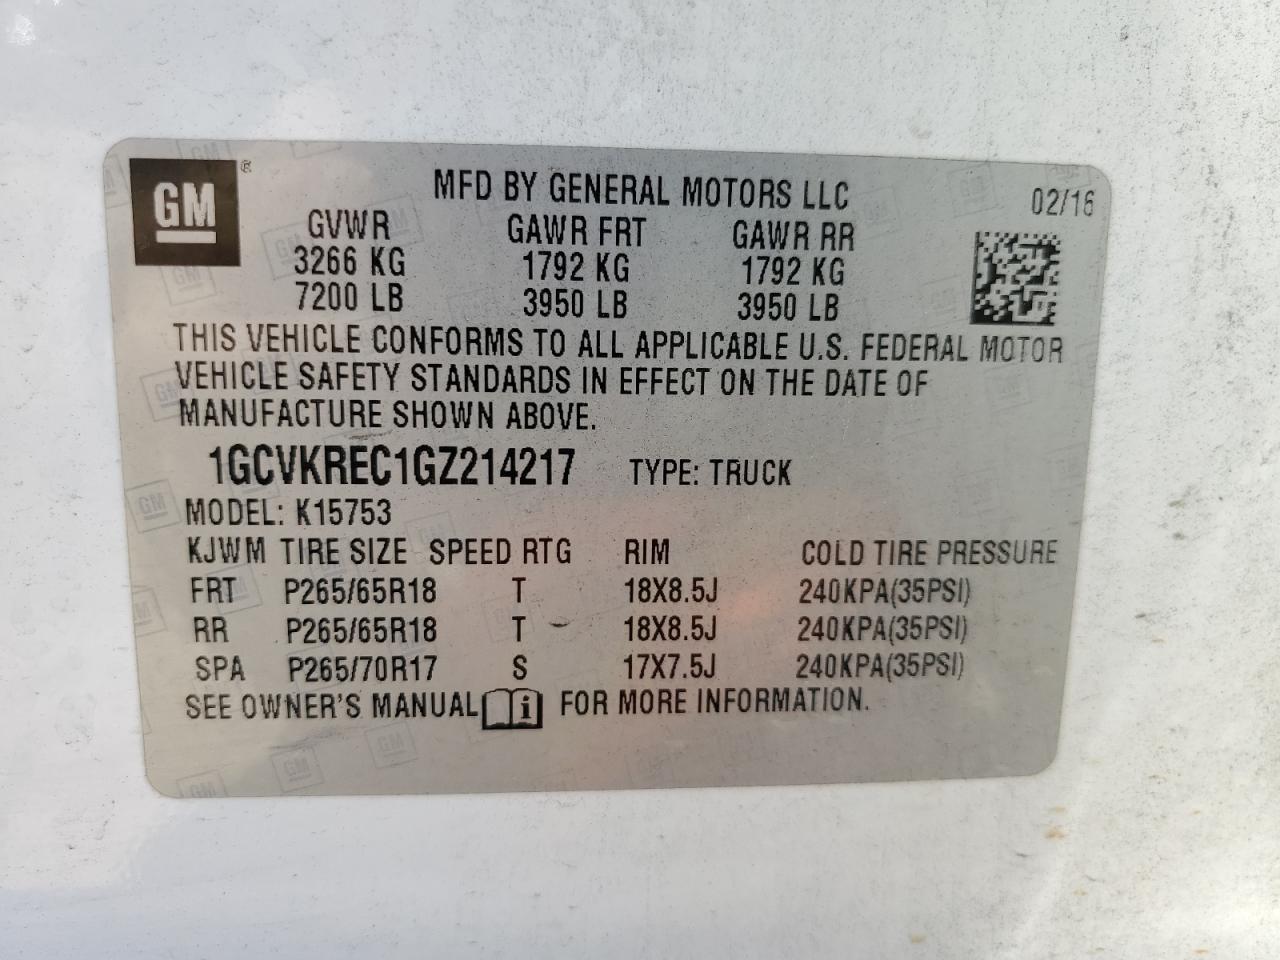 GM ®
MFD BY GENERAL MOTORS LLC 02/16
GVWR GAWR FRT GAWR RR
3266 KG 1792 KG 1792 KG
7200 LB 3950 LB 3950 LB
THIS VEHICLE CONFORMS TO ALL APPLICABLE U.S. FEDERAL MOTOR
VEHICLE SAFETY STANDARDS IN EFFECT ON THE DATE OF
MANUFACTURE SHOWN ABOVE.
1GCVKREC1GZ214217 TYPE: TRUCK
MODEL: K15753
KJWM TIRE SIZE SPEED RTG RIM COLD TIRE PRESSURE
FRT P265/65R18 T 18X8.5J 240KPA(35PSI)
RR P265/65R18 T 18X8.5J 240KPA(35PSI)
SPA P265/70R17 S 17X7.5J 240KPA(35PSI)
SEE OWNER'S MANUAL i FOR MORE INFORMATION.